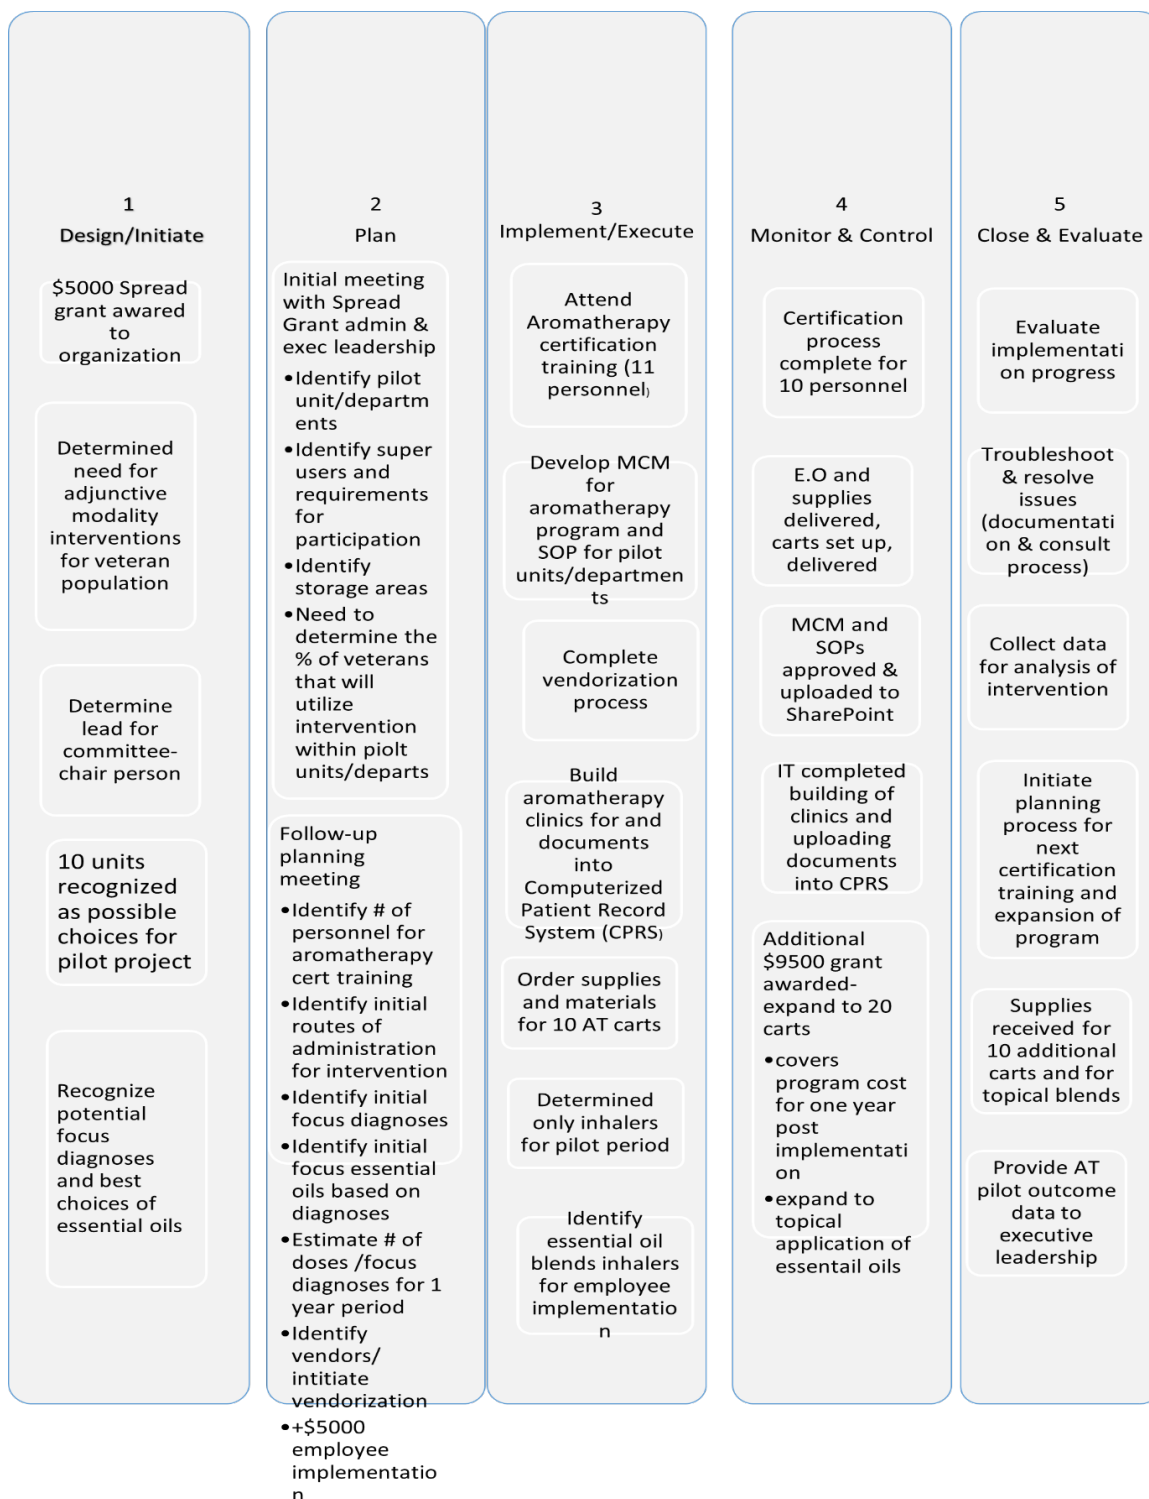 1
Design/Initiate
$5000 Spread
grant awared
to
organization
Determined
need for
adjunctive
modality
interventions
for veteran
population
Determine
lead for
committee-
chair person
10 units
recognized
as possible
choices for
pilot project
Recognize
potential
focus
diagnoses
and best
choices of
essential oils
2
Plan
Initial meeting
with Spread
Grant admin &
exec leadership
•Identify pilot
unit/departm
ents
•Identify super
users and
requirements
for
participation
•Identify
storage areas
•Need to
determine the
% of veterans
that will
utilize
intervention
within piolt
units/departs
Follow-up
planning
meeting
•Identify # of
personnel for
aromatherapy
cert training
•Identify initial
routes of
administration
for intervention
•Identify initial
focus diagnoses
•Identify initial
focus essential
oils based on
diagnoses
•Estimate # of
doses /focus
diagnoses for 1
year period
•Identify
vendors/
intitiate
vendorization
•+$5000
employee
implementatio
n
3
Implement/Execute
Attend
Aromatherapy
certification
training (11
personnel)
Develop MCM
for
aromatherapy
program and
SOP for pilot
units/departmen
ts
Complete
vendorization
process
Build
aromatherapy
clinics for and
documents
into
Computerized
Patient Record
System (CPRS)
Order supplies
and materials
for 10 AT carts
Determined
only inhalers
for pilot period
Identify
essential oil
blends inhalers
for employee
implementatio
n
4
Monitor & Control
Certification
process
complete for
10 personnel
E.O and
supplies
delivered,
carts set up,
delivered
MCM and
SOPs
approved &
uploaded to
SharePoint
IT completed
building of
clinics and
uploading
documents
into CPRS
Additional
$9500 grant
awarded-
expand to 20
carts
•covers
program cost
for one year
post
implementati
on
•expand to
topical
application of
essentail oils
5
Close & Evaluate
Evaluate
implementati
on progress
Troubleshoot
& resolve
issues
(documentati
on & consult
process)
Collect data
for analysis of
intervention
Initiate
planning
process for
next
certification
training and
expansion of
program
Supplies
received for
10 additional
carts and for
topical blends
Provide AT
pilot outcome
data to
executive
leadership